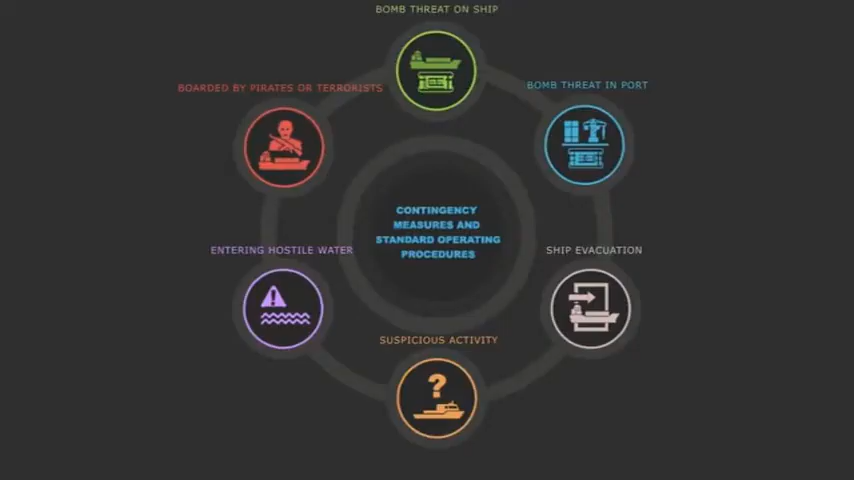 BOMB THREAT ON SHIP
BOARDED BY PIRATES OR TERRORISTS
BOMB THREAT IN PORT
CONTINGENCY
MEASURES AND
STANDARD OPERATING
PROCEDURES
ENTERING HOSTILE WATER
SHIP EVACUATION
SUSPICIOUS ACTIVITY
?